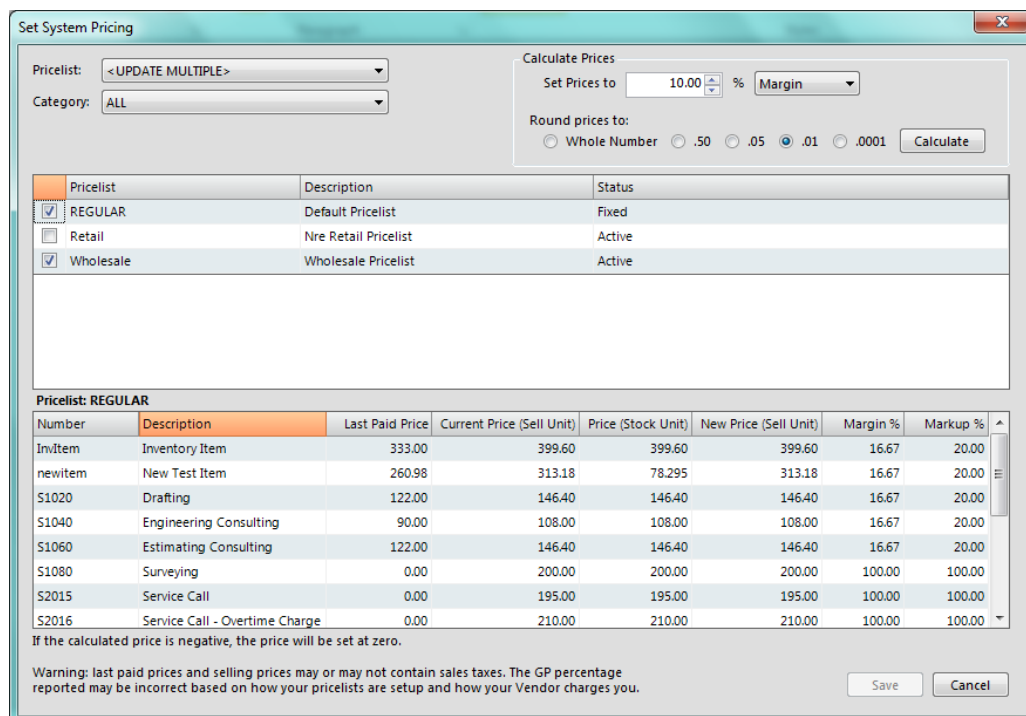 Set System Pricing
Pricelist: <UPDATE MULTIPLE>
Category: ALL
Calculate Prices
Set Prices to 10.00 % Margin
Round prices to:
Whole Number .50 .05 .01 .0001 Calculate
Pricelist Description Status
REGULAR Default Pricelist Fixed
Retail Nre Retail Pricelist Active
Wholesale Wholesale Pricelist Active
Pricelist: REGULAR
Number Description Last Paid Price Current Price (Sell Unit) Price (Stock Unit) New Price (Sell Unit) Margin % Markup %
InvItem Inventory Item 333.00 399.60 399.60 399.60 16.67 20.00
newitem New Test Item 260.98 313.18 78.295 313.18 16.67 20.00
S1020 Drafting 122.00 146.40 146.40 146.40 16.67 20.00
S1040 Engineering Consulting 90.00 108.00 108.00 108.00 16.67 20.00
S1060 Estimating Consulting 122.00 146.40 146.40 146.40 16.67 20.00
S1080 Surveying 0.00 200.00 200.00 200.00 100.00 100.00
S2015 Service Call 0.00 195.00 195.00 195.00 100.00 100.00
S2016 Service Call - Overtime Charge 0.00 210.00 210.00 210.00 100.00 100.00
If the calculated price is negative, the price will be set at zero.
Warning: last paid prices and selling prices may or may not contain sales taxes. The GP percentage
reported may be incorrect based on how your pricelists are setup and how your Vendor charges you.
Save Cancel